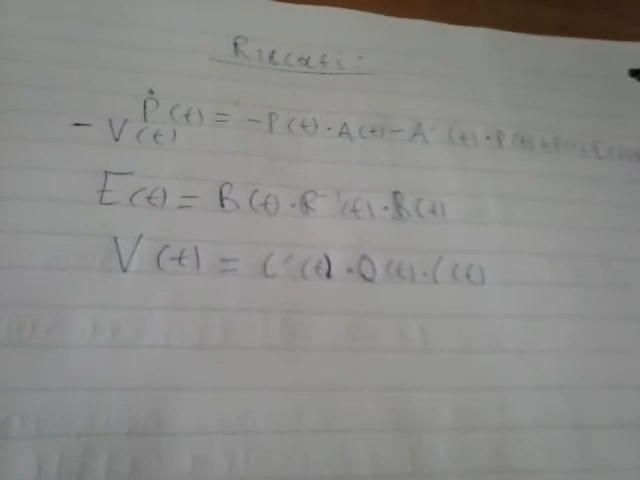 Riccati:
Ṗ(t) = -P(t)·A(t)-A'(t)·P(t)+P(t)·E(t)
-V(t)
E(t) = B(t)·R⁻¹(t)·B(t)
V(t) = C'(t)·Q(t)·C(t)